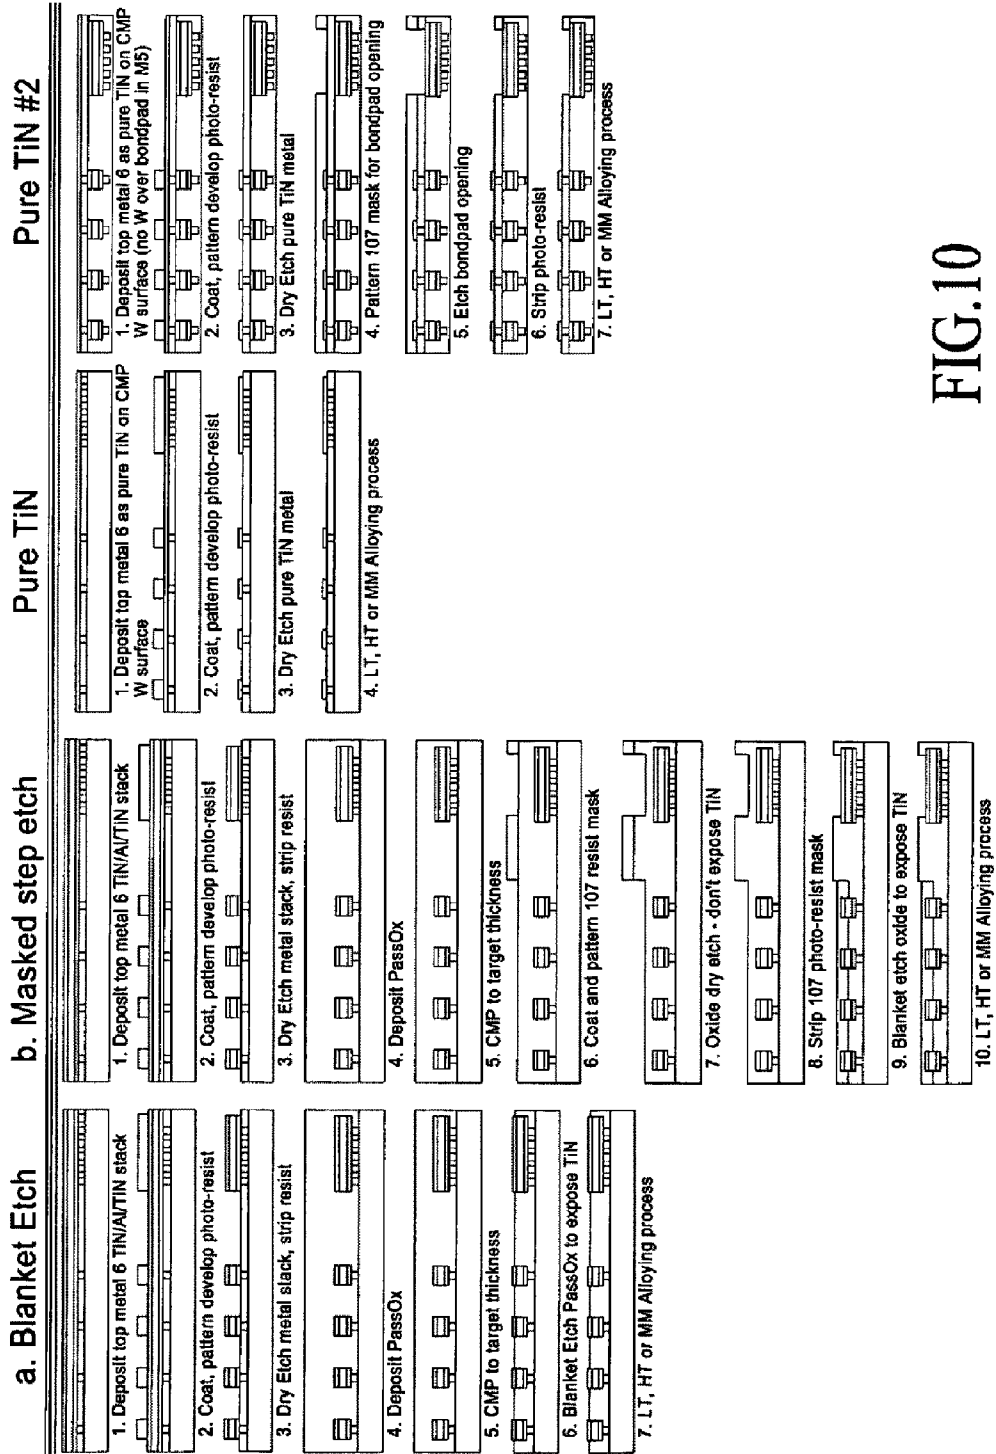 a. Blanket Etch
1. Deposit top metal 6 TiN/Al/TiN stack
2. Coat, pattern develop photo-resist
3. Dry Etch metal stack, strip resist
4. Deposit PassOx
5. CMP to target thickness
6. Blanket Etch PassOx to expose TiN
7. LT, HT or MM Alloying process
b. Masked step etch
1. Deposit top metal 6 TiN/Al/TiN stack
2. Coat, pattern develop photo-resist
3. Dry Etch metal stack, strip resist
4. Deposit PassOx
5. CMP to target thickness
6. Coat and pattern 107 resist mask
7. Oxide dry etch - don't expose TiN
8. Strip 107 photo-resist mask
9. Blanket etch oxide to expose TiN
10. LT, HT or MM Alloying process
Pure TiN
1. Deposit top metal 6 as pure TiN on CMP
W surface
2. Coat, pattern develop photo-resist
3. Dry Etch pure TiN metal
4. LT, HT or MM Alloying process
Pure TiN #2
1. Deposit top metal 6 as pure TiN on CMP
W surface (no W over bondpad in M5)
2. Coat, pattern develop photo-resist
3. Dry Etch pure TiN metal
4. Pattern 107 mask for bondpad opening
5. Etch bondpad opening
6. Strip photo-resist
7. LT, HT or MM Alloying process
FIG.10